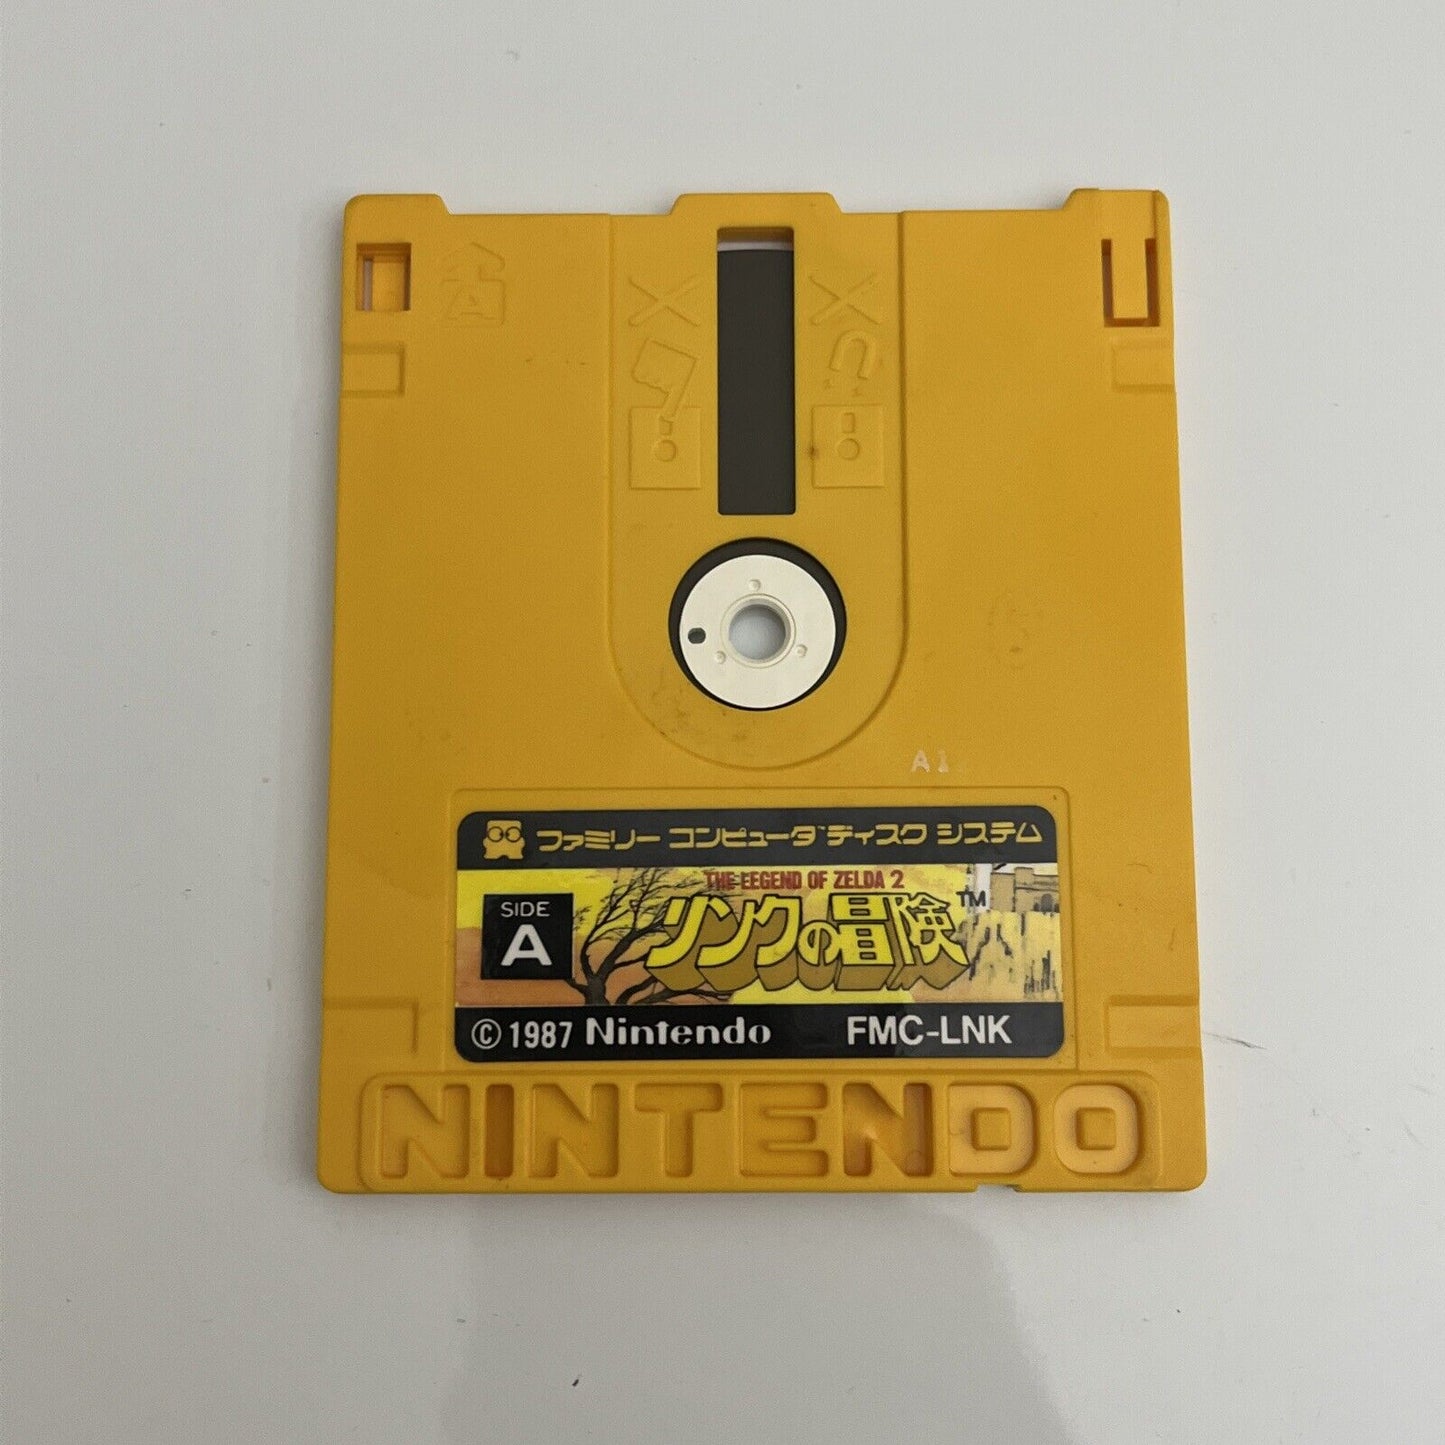 A
A1
ファミリー コンピュータ™ ディスク システム
THE LEGEND OF ZELDA 2
SIDE A
リンクの冒険™
© 1987 Nintendo FMC-LNK
NINTENDO